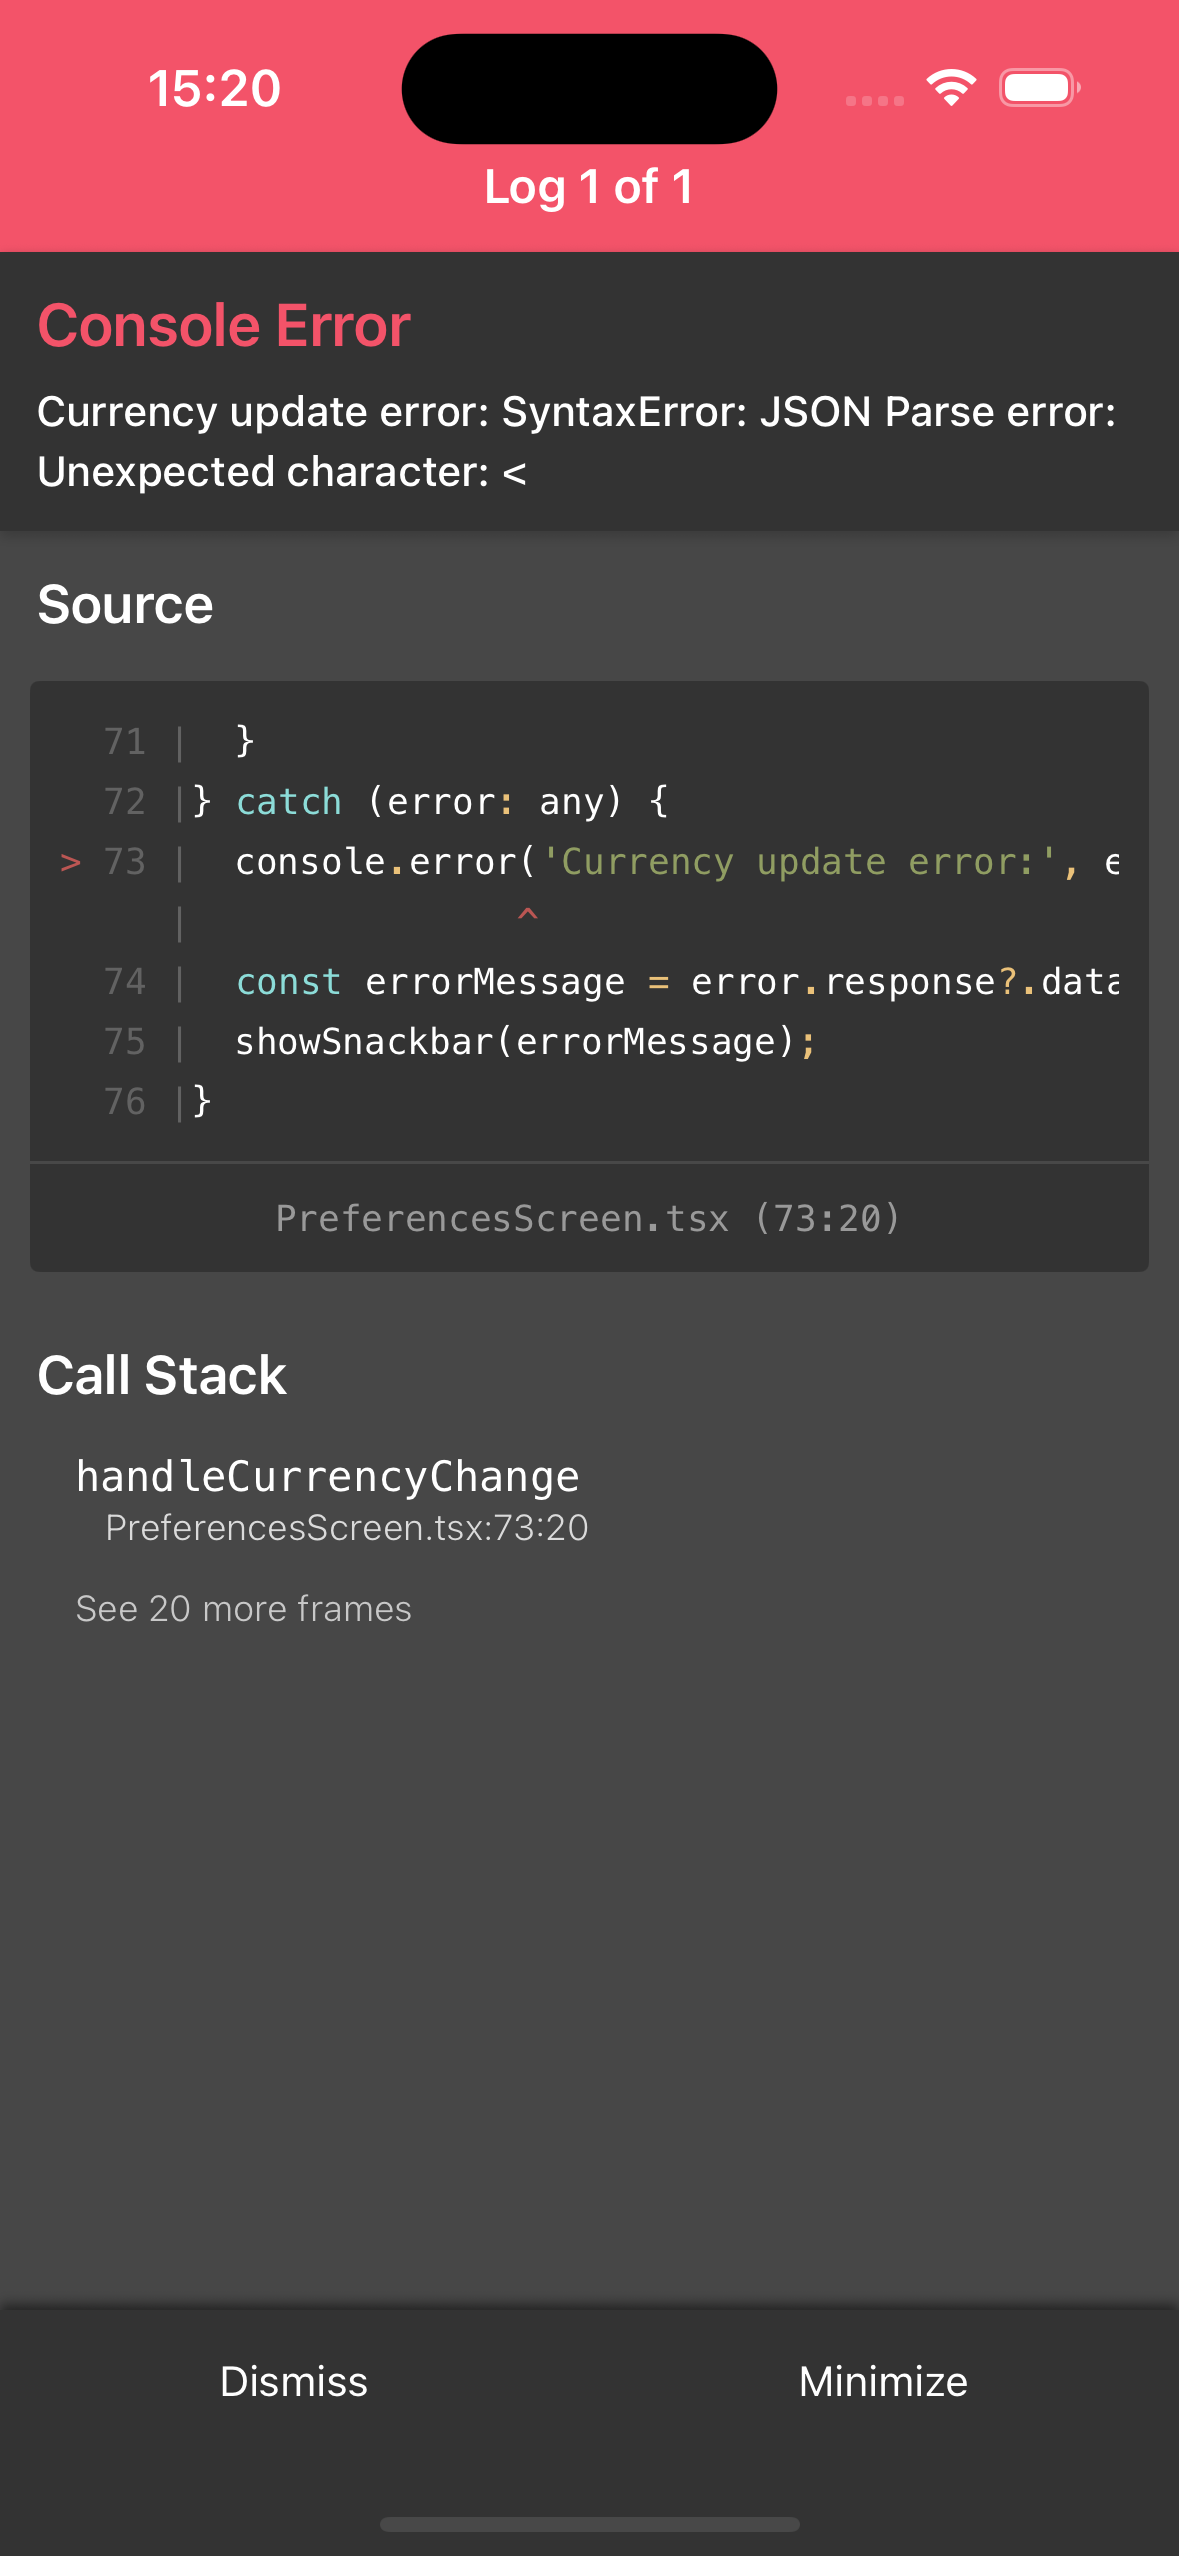 15:20
Log 1 of 1
Console Error
Currency update error: SyntaxError: JSON Parse error:
Unexpected character: <
Source
71 |   }
72 | } catch (error: any) {
> 73 |   console.error('Currency update error:', e
|                ^
74 |   const errorMessage = error.response?.data
75 |   showSnackbar(errorMessage);
76 | }
PreferencesScreen.tsx (73:20)
Call Stack
handleCurrencyChange
PreferencesScreen.tsx:73:20
See 20 more frames
Dismiss
Minimize